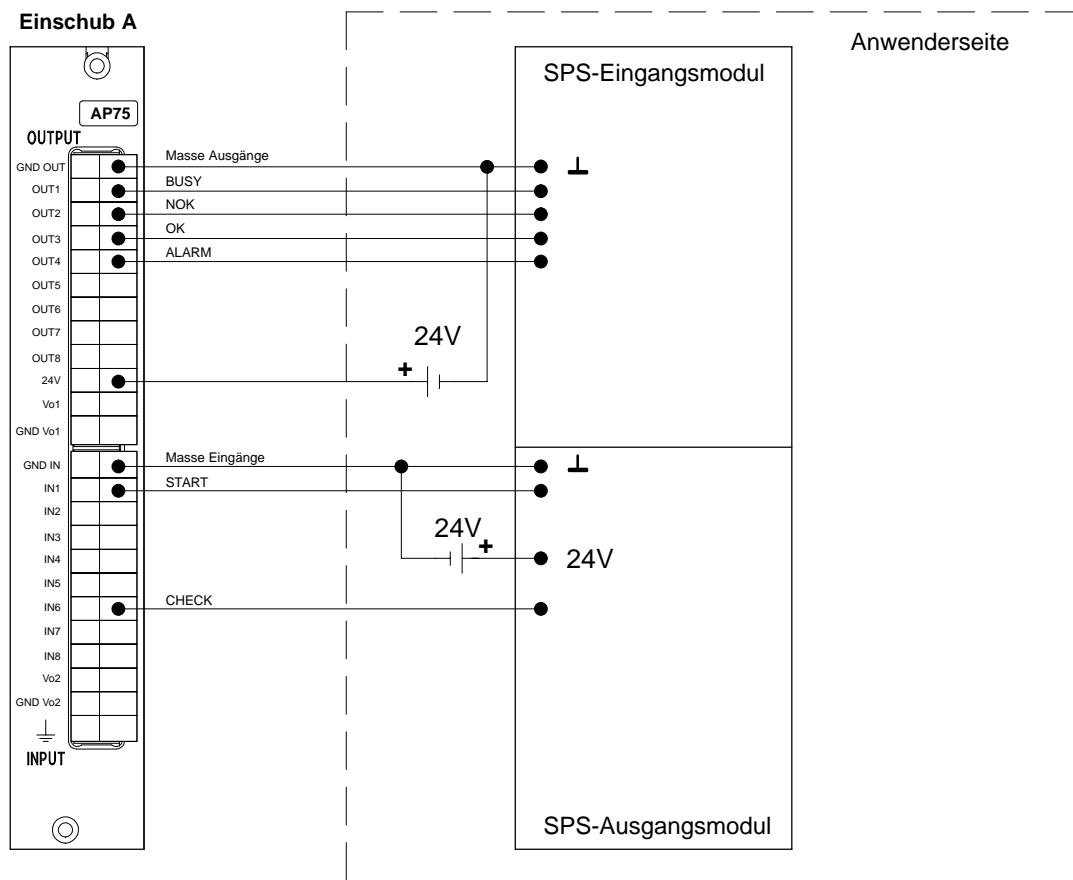 Einschub A
Anwenderseite
SPS-Eingangsmodul
AP75
OUTPUT
GND OUT
Masse Ausgänge
OUT1
BUSY
OUT2
NOK
OUT3
OK
OUT4
ALARM
OUT5
OUT6
OUT7
24V
OUT8
24V
+
Vo1
GND Vo1
GND IN
Masse Eingänge
IN1
START
IN2
IN3
24V
+
IN4
24V
IN5
IN6
CHECK
IN7
IN8
Vo2
GND Vo2
INPUT
SPS-Ausgangsmodul